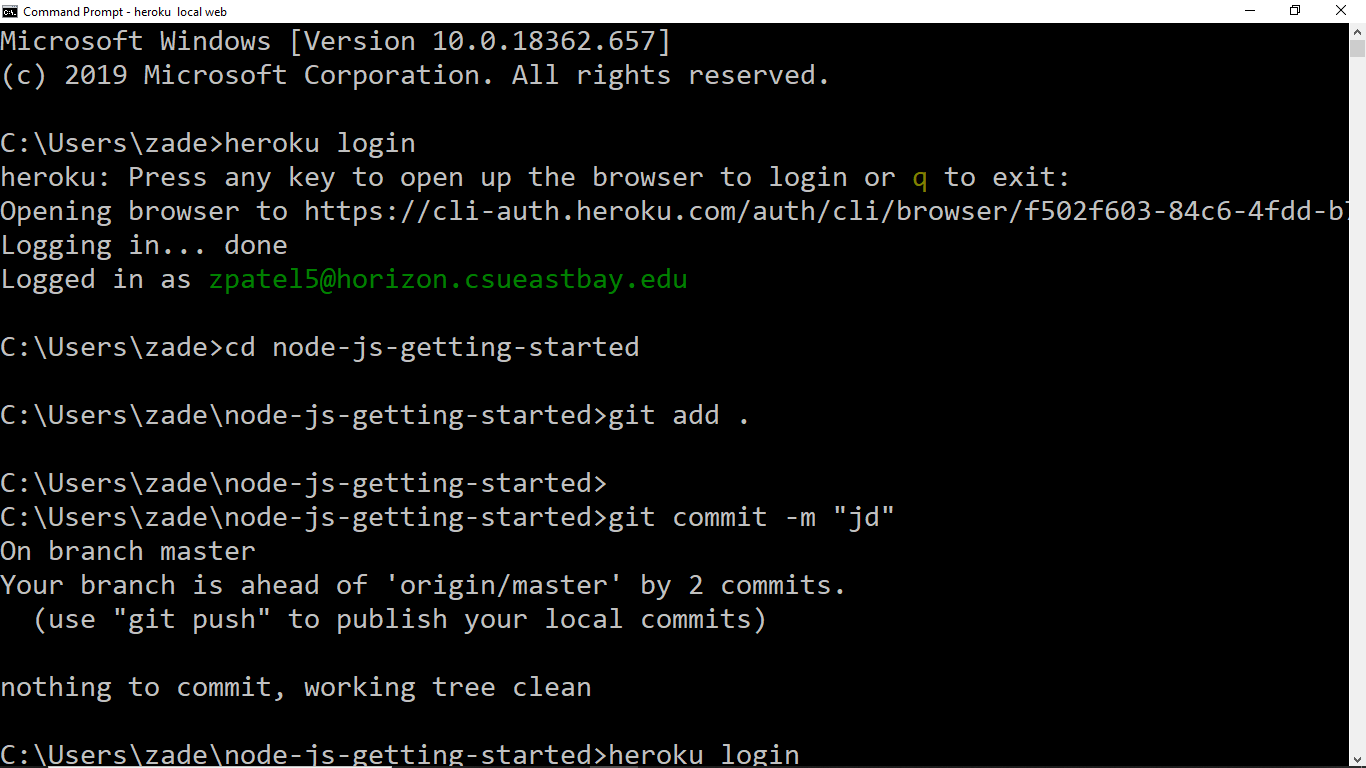 Command Prompt - heroku  local web
Microsoft Windows [Version 10.0.18362.657]
(c) 2019 Microsoft Corporation. All rights reserved.
C:\Users\zade>heroku login
heroku: Press any key to open up the browser to login or q to exit:
Opening browser to https://cli-auth.heroku.com/auth/cli/browser/f502f603-84c6-4fdd-b7
Logging in... done
Logged in as zpatel5@horizon.csueastbay.edu
C:\Users\zade>cd node-js-getting-started
C:\Users\zade\node-js-getting-started>git add .
C:\Users\zade\node-js-getting-started>
C:\Users\zade\node-js-getting-started>git commit -m "jd"
On branch master
Your branch is ahead of 'origin/master' by 2 commits.
  (use "git push" to publish your local commits)
nothing to commit, working tree clean
C:\Users\zade\node-js-getting-started>heroku login